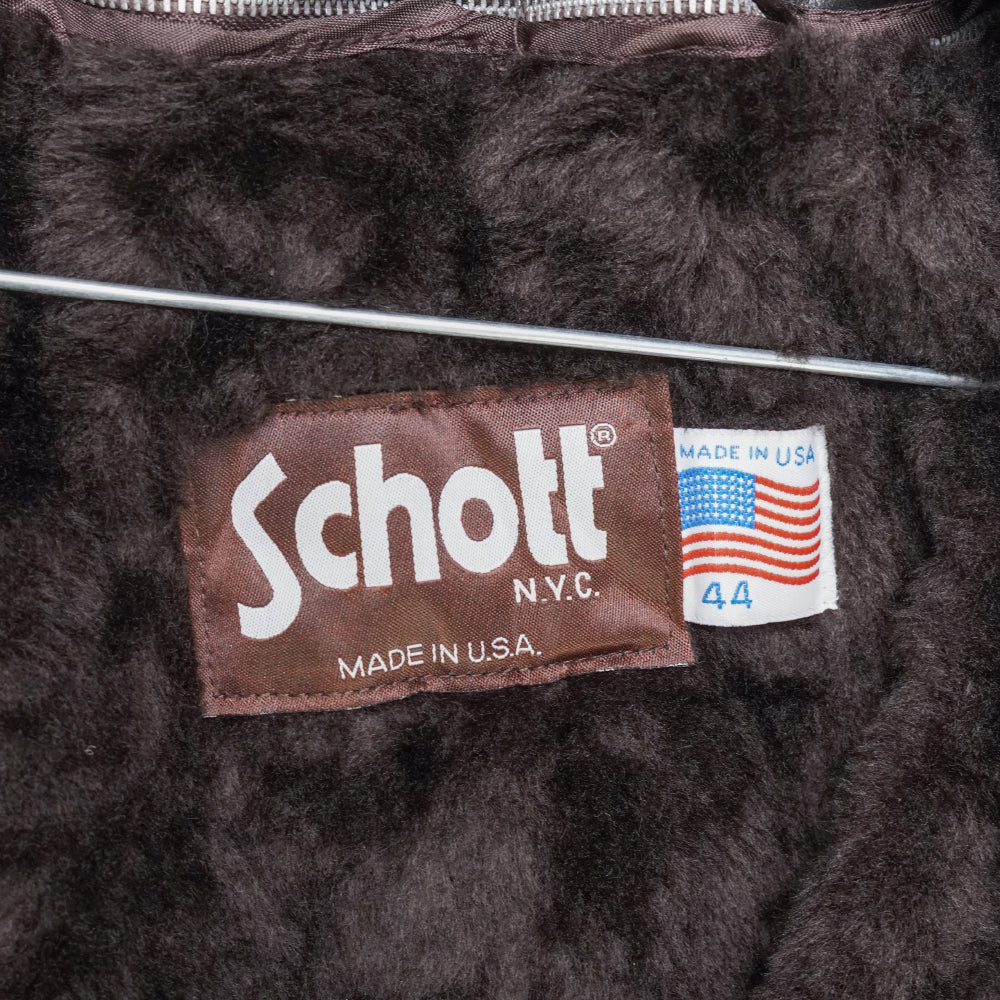 Schott®
N.Y.C.
MADE IN U.S.A.
MADE IN USA
44